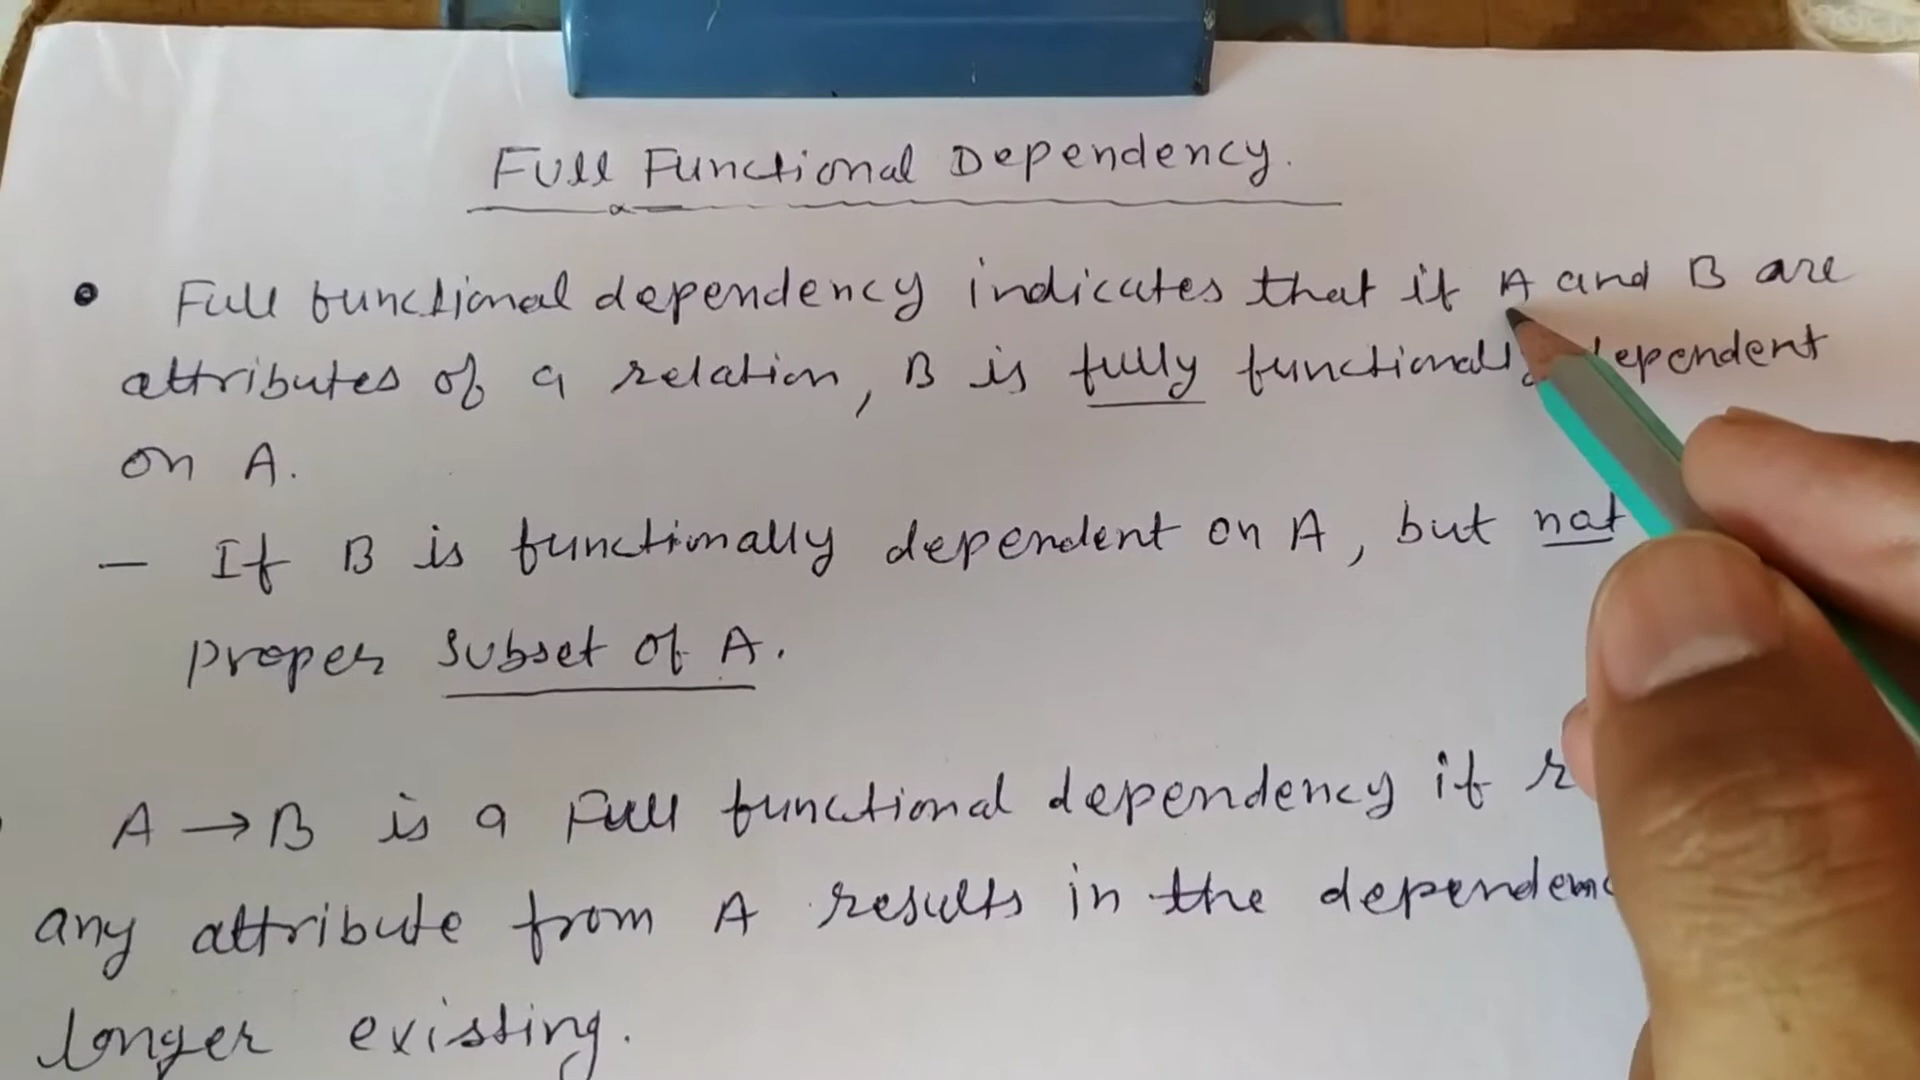 Full Functional Dependency.
• Full functional dependency indicates that if A and B are
attributes of a relation, B is fully functionally dependent
on A.
— If B is functionally dependent on A, but not
proper subset of A.
A → B is a Full functional dependency if
any attribute from A results in the
longer existing.